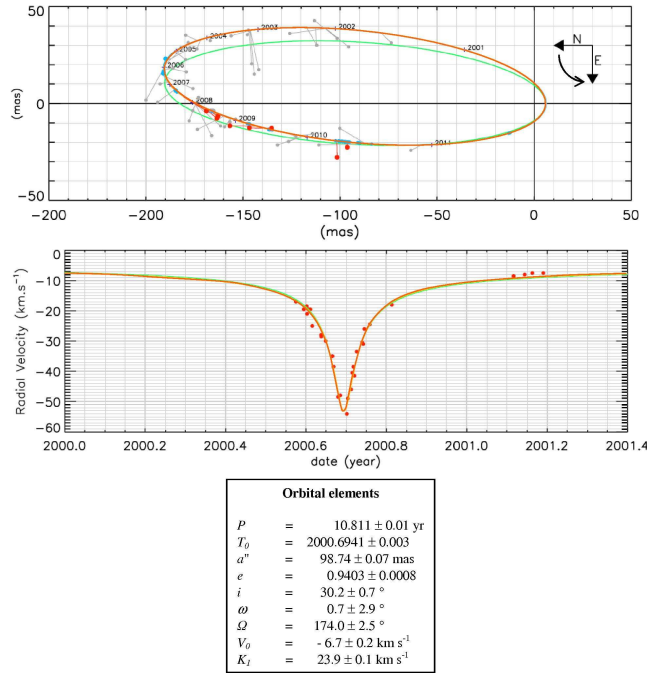 50
0
-50
(mas)
2003
2002
2001
2004
2005
2006
2007
2008
2009
2010
2011
N
E
-200 -150 -100 -50 0 50
(mas)
-10
-20
-30
-40
-50
-60
Radial Velocity (km.s⁻¹)
2000.0 2000.2 2000.4 2000.6 2000.8 2001.0 2001.2 2001.4
date (year)
Orbital elements
P = 10.811 ± 0.01 yr
T₀ = 2000.6941 ± 0.003
a" = 98.74 ± 0.07 mas
e = 0.9403 ± 0.0008
i = 30.2 ± 0.7 °
ω = 0.7 ± 2.9 °
Ω = 174.0 ± 2.5 °
V₀ = - 6.7 ± 0.2 km s⁻¹
K₁ = 23.9 ± 0.1 km s⁻¹